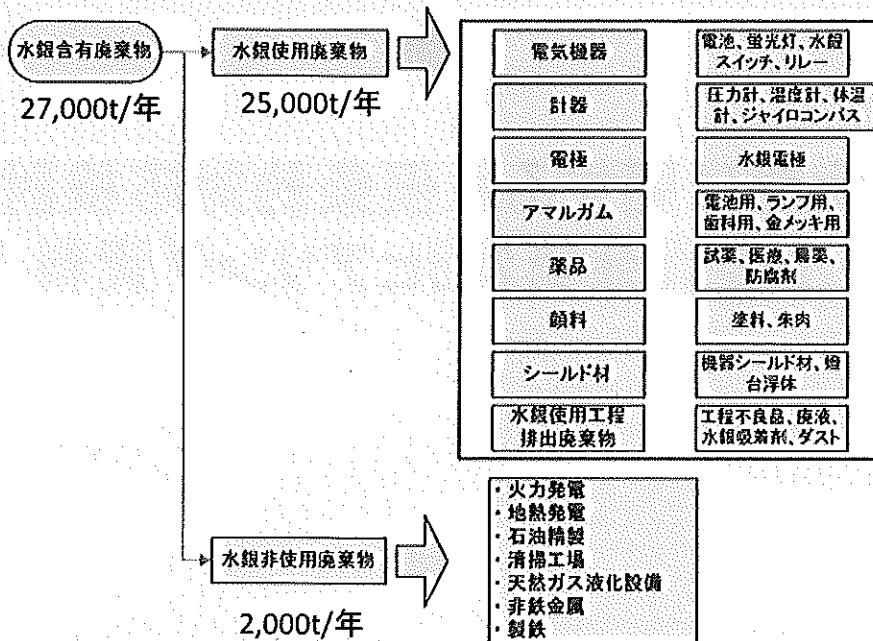 水銀含有廃棄物
27,000t/年
水銀使用廃棄物
25,000t/年
電気機器
電池、蛍光灯、水銀
スイッチ、リレー
計器
圧力計、湿度計、体温
計、ジャイロコンパス
電極
水銀電極
アマルガム
電池用、ランプ用、
歯科用、金メッキ用
薬品
試薬、医療、農薬、
防腐剤
顔料
塗料、朱肉
シールド材
機器シールド材、燈
台浮体
水銀使用工程
排出廃棄物
工程不良品、廃液、
水銀吸着剤、ダスト
水銀非使用廃棄物
2,000t/年
・火力発電
・地熱発電
・石油精製
・清掃工場
・天然ガス液化設備
・非鉄金属
・製鉄